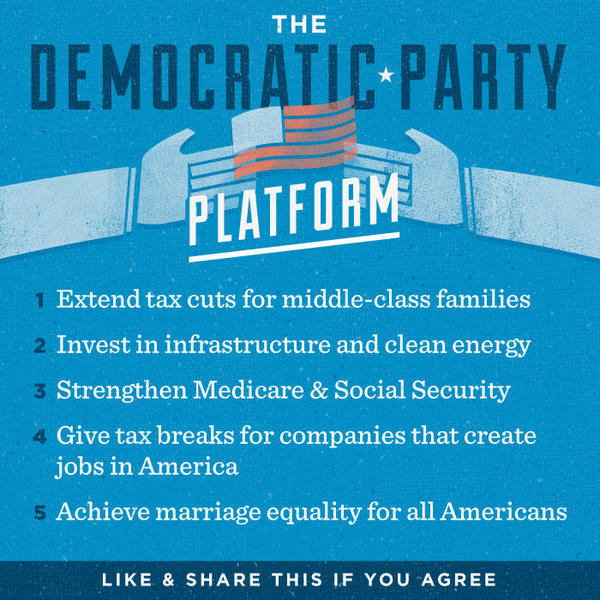 THE
DEMOCRATIC PARTY
PLATFORM
1 Extend tax cuts for middle-class families
2 Invest in infrastructure and clean energy
3 Strengthen Medicare & Social Security
4 Give tax breaks for companies that create
jobs in America
5 Achieve marriage equality for all Americans
LIKE & SHARE THIS IF YOU AGREE